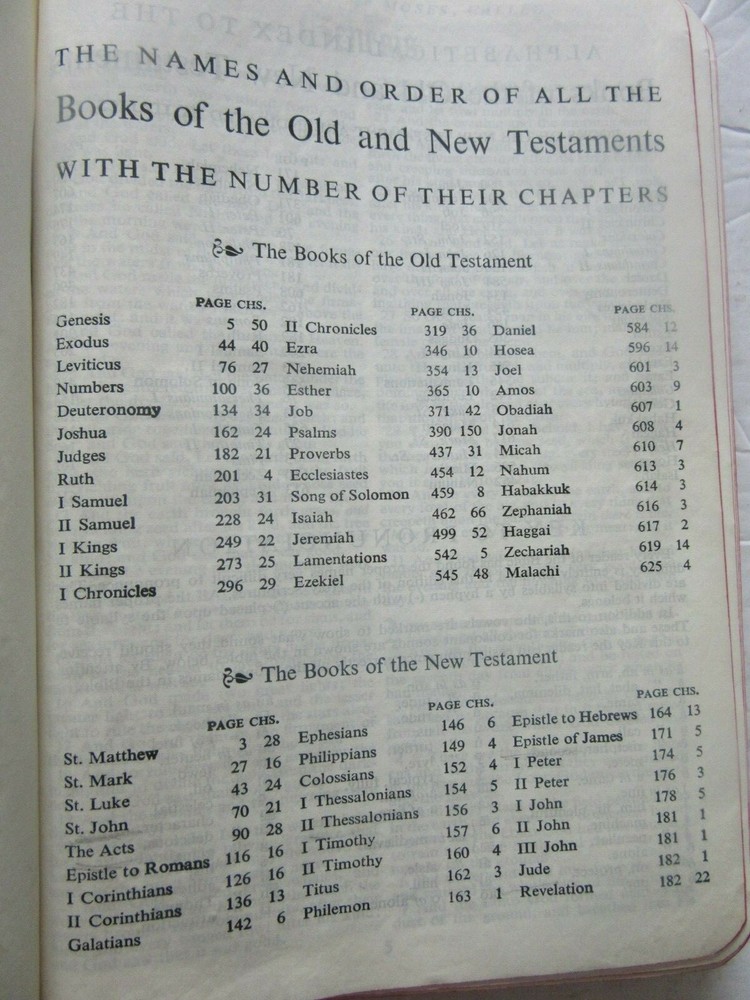 THE NAMES AND ORDER OF ALL THE
Books of the Old and New Testaments
WITH THE NUMBER OF THEIR CHAPTERS
The Books of the Old Testament
PAGE CHS.
Genesis 5 50
Exodus 44 40
Leviticus 76 27
Numbers 100 36
Deuteronomy 134 34
Joshua 162 24
Judges 182 21
Ruth 201 4
I Samuel 203 31
II Samuel 228 24
I Kings 249 22
II Kings 273 25
I Chronicles 296 29
PAGE CHS.
II Chronicles 319 36
Ezra 346 10
Nehemiah 354 13
Esther 365 10
Job 371 42
Psalms 390 150
Proverbs 437 31
Ecclesiastes 454 12
Song of Solomon 459 8
Isaiah 462 66
Jeremiah 499 52
Lamentations 542 5
Ezekiel 545 48
PAGE CHS.
Daniel 584 12
Hosea 596 14
Joel 601 3
Amos 603 9
Obadiah 607 1
Jonah 608 4
Micah 610 7
Nahum 613 3
Habakkuk 614 3
Zephaniah 616 3
Haggai 617 2
Zechariah 619 14
Malachi 625 4
The Books of the New Testament
PAGE CHS.
St. Matthew 3 28
St. Mark 27 16
St. Luke 43 24
St. John 70 21
The Acts 90 28
Epistle to Romans 116 16
I Corinthians 126 16
II Corinthians 136 13
Galatians 142 6
PAGE CHS.
Ephesians 146 6
Philippians 149 4
Colossians 152 4
I Thessalonians 154 5
II Thessalonians 156 3
I Timothy 157 6
II Timothy 160 4
Titus 162 3
Philemon 163 1
PAGE CHS.
Epistle to Hebrews 164 13
Epistle of James 171 5
I Peter 174 5
II Peter 176 3
I John 178 5
II John 181 1
III John 181 1
Jude 182 1
Revelation 182 22